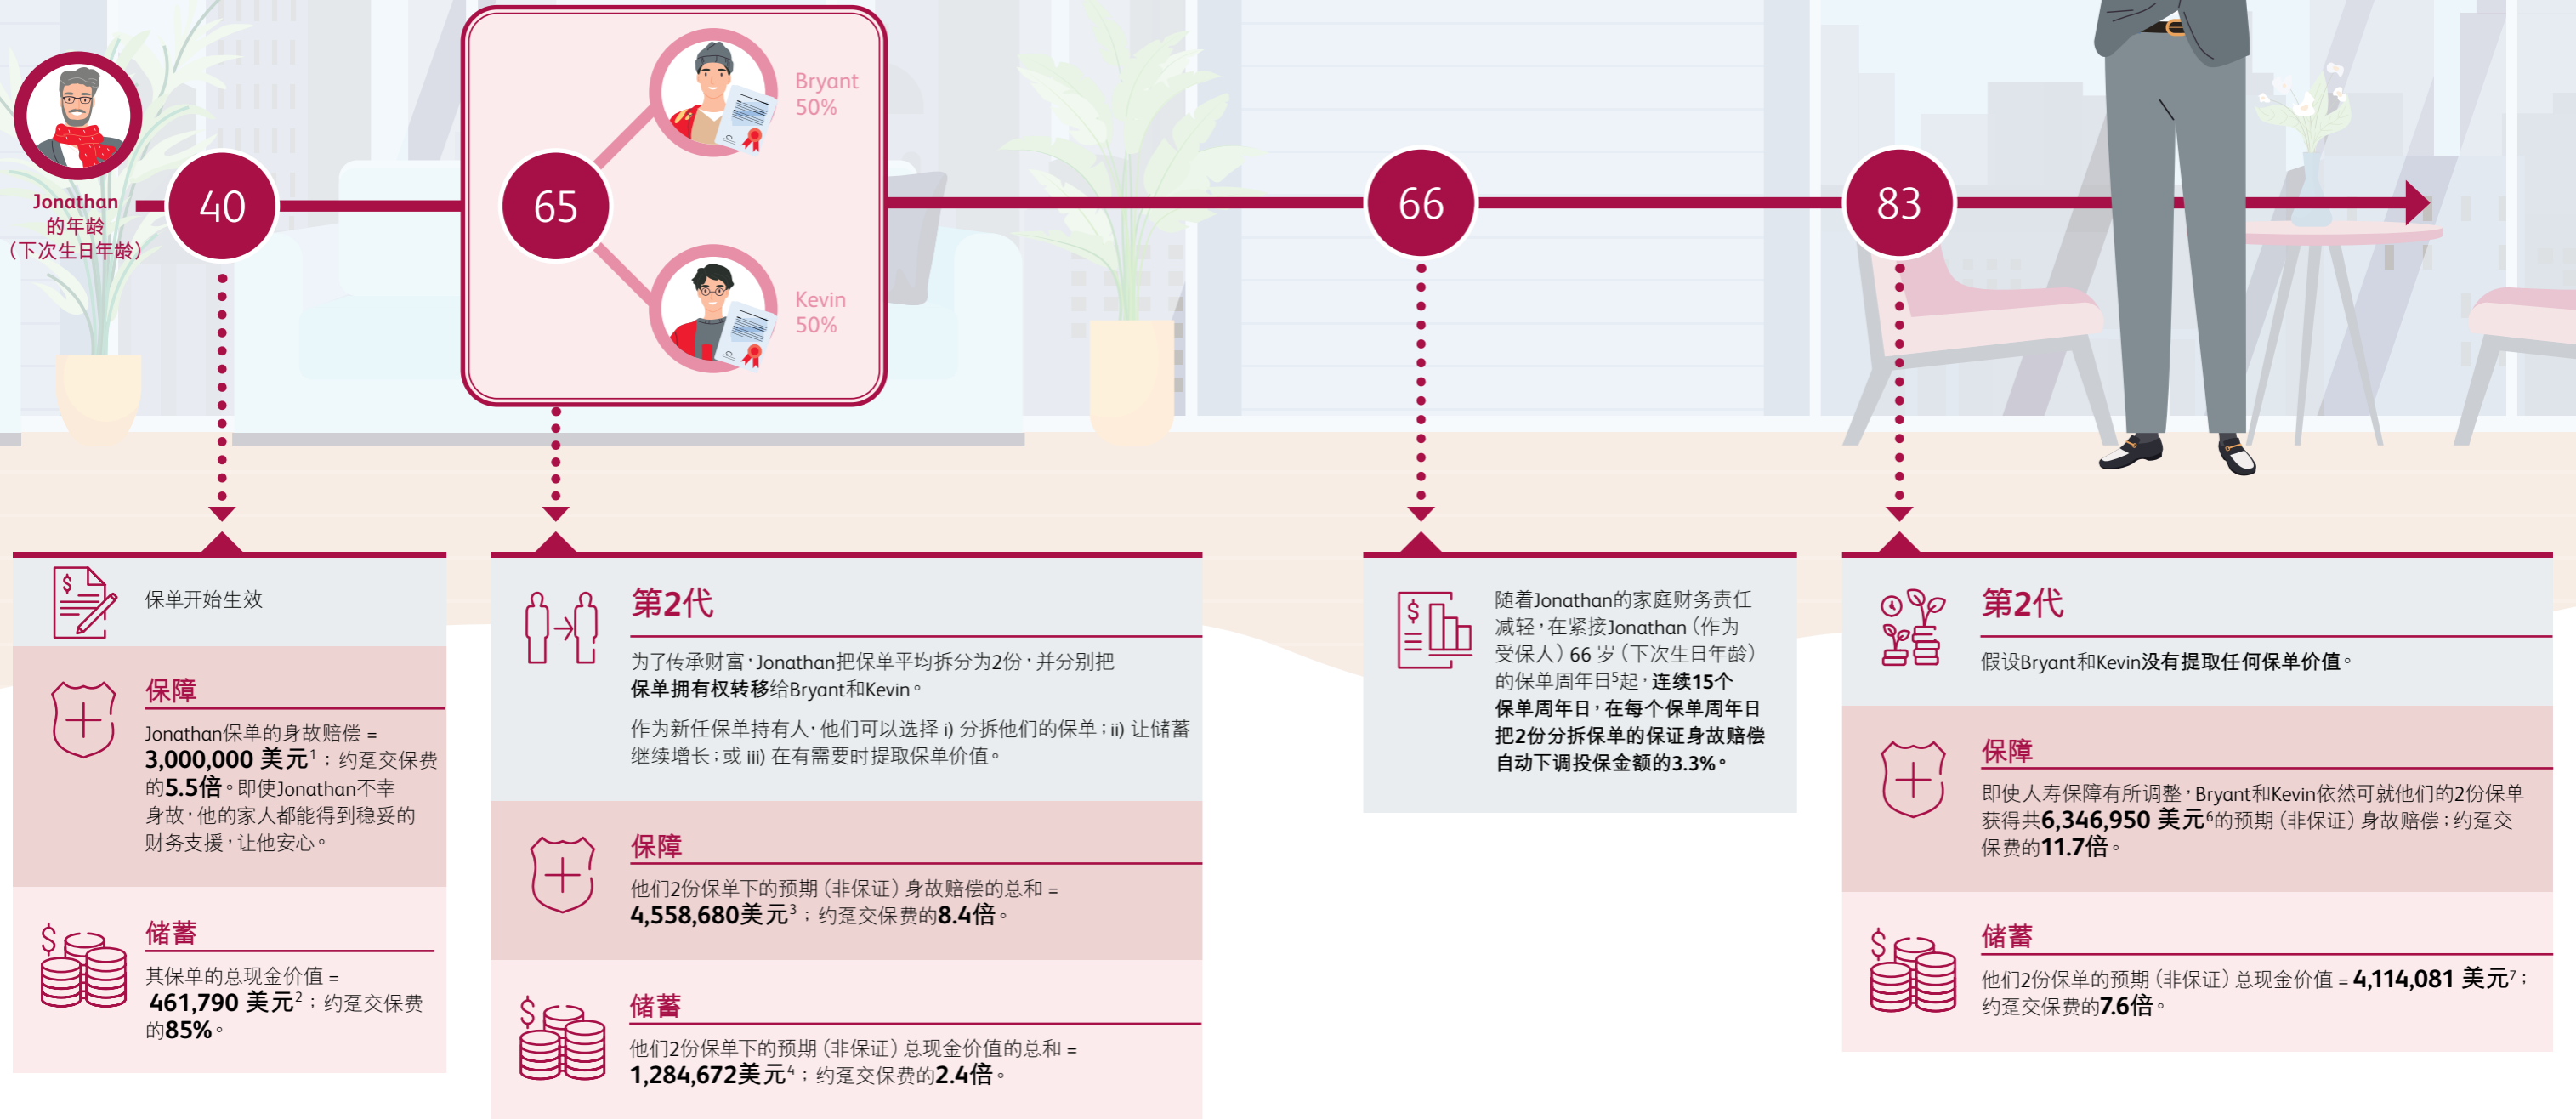 Jonathan
的年龄
（下次生日年龄）
40
65
Bryant
50%
Kevin
50%
66
83
保单开始生效
保障
Jonathan保单的身故赔偿 =
3,000,000 美元1；约趸交保费
的5.5倍。即使Jonathan不幸
身故，他的家人都能得到稳妥的
财务支援，让他安心。
储蓄
其保单的总现金价值 =
461,790 美元2；约趸交保费
的85%。
第2代
为了传承财富，Jonathan把保单平均拆分为2份，并分别把
保单拥有权转移给Bryant和Kevin。
作为新任保单持有人，他们可以选择 i) 分拆他们的保单；ii) 让储蓄
继续增长；或 iii) 在有需要时提取保单价值。
保障
他们2份保单下的预期（非保证）身故赔偿的总和 =
4,558,680美元3；约趸交保费的8.4倍。
储蓄
他们2份保单下的预期（非保证）总现金价值的总和 =
1,284,672美元4；约趸交保费的2.4倍。
随着Jonathan的家庭财务责任
减轻，在紧接Jonathan（作为
受保人）66 岁（下次生日年龄）
的保单周年日5起，连续15个
保单周年日，在每个保单周年日
把2份分拆保单的保证身故赔偿
自动下调投保金额的3.3%。
第2代
假设Bryant和Kevin没有提取任何保单价值。
保障
即使人寿保障有所调整，Bryant和Kevin依然可就他们的2份保单
获得共6,346,950 美元6的预期（非保证）身故赔偿；约趸交
保费的11.7倍。
储蓄
他们2份保单的预期（非保证）总现金价值 = 4,114,081 美元7；
约趸交保费的7.6倍。